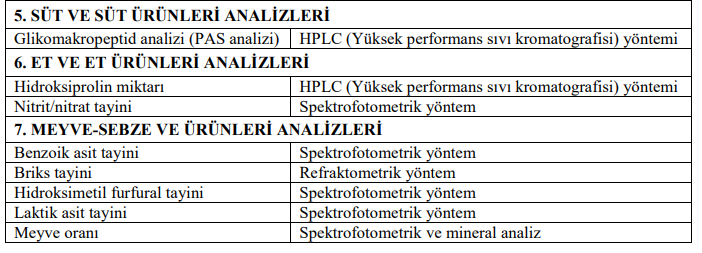 5. SÜT VE SÜT ÜRÜNLERİ ANALİZLERİ
Glikomakropeptid analizi (PAS analizi) HPLC (Yüksek performans sıvı kromatografisi) yöntemi
6. ET VE ET ÜRÜNLERİ ANALİZLERİ
Hidroksiprolin miktarı HPLC (Yüksek performans sıvı kromatografisi) yöntemi
Nitrit/nitrat tayini Spektrofotometrik yöntem
7. MEYVE-SEBZE VE ÜRÜNLERİ ANALİZLERİ
Benzoik asit tayini Spektrofotometrik yöntem
Briks tayini Refraktometrik yöntem
Hidroksimetil furfural tayini Spektrofotometrik yöntem
Laktik asit tayini Spektrofotometrik yöntem
Meyve oranı Spektrofotometrik ve mineral analiz